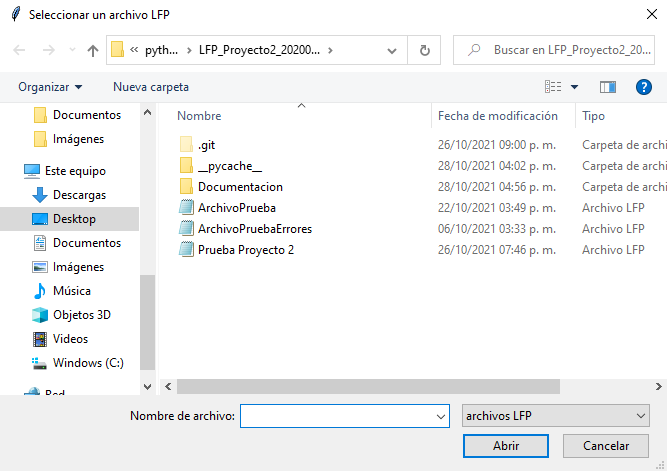 Seleccionar un archivo LFP
« pyth... > LFP_Proyecto2_20200... >
Buscar en LFP_Proyecto2_20...
Organizar
Nueva carpeta
Documentos
Imágenes
Este equipo
Descargas
Desktop
Documentos
Imágenes
Música
Objetos 3D
Videos
Windows (C:)
Red
Nombre Fecha de modificación Tipo
.git 26/10/2021 09:00 p. m. Carpeta de archi
__pycache__ 28/10/2021 04:02 p. m. Carpeta de archi
Documentacion 28/10/2021 04:56 p. m. Carpeta de archi
ArchivoPrueba 22/10/2021 03:49 p. m. Archivo LFP
ArchivoPruebaErrores 06/10/2021 03:33 p. m. Archivo LFP
Prueba Proyecto 2 26/10/2021 07:46 p. m. Archivo LFP
Nombre de archivo:
archivos LFP
Abrir
Cancelar